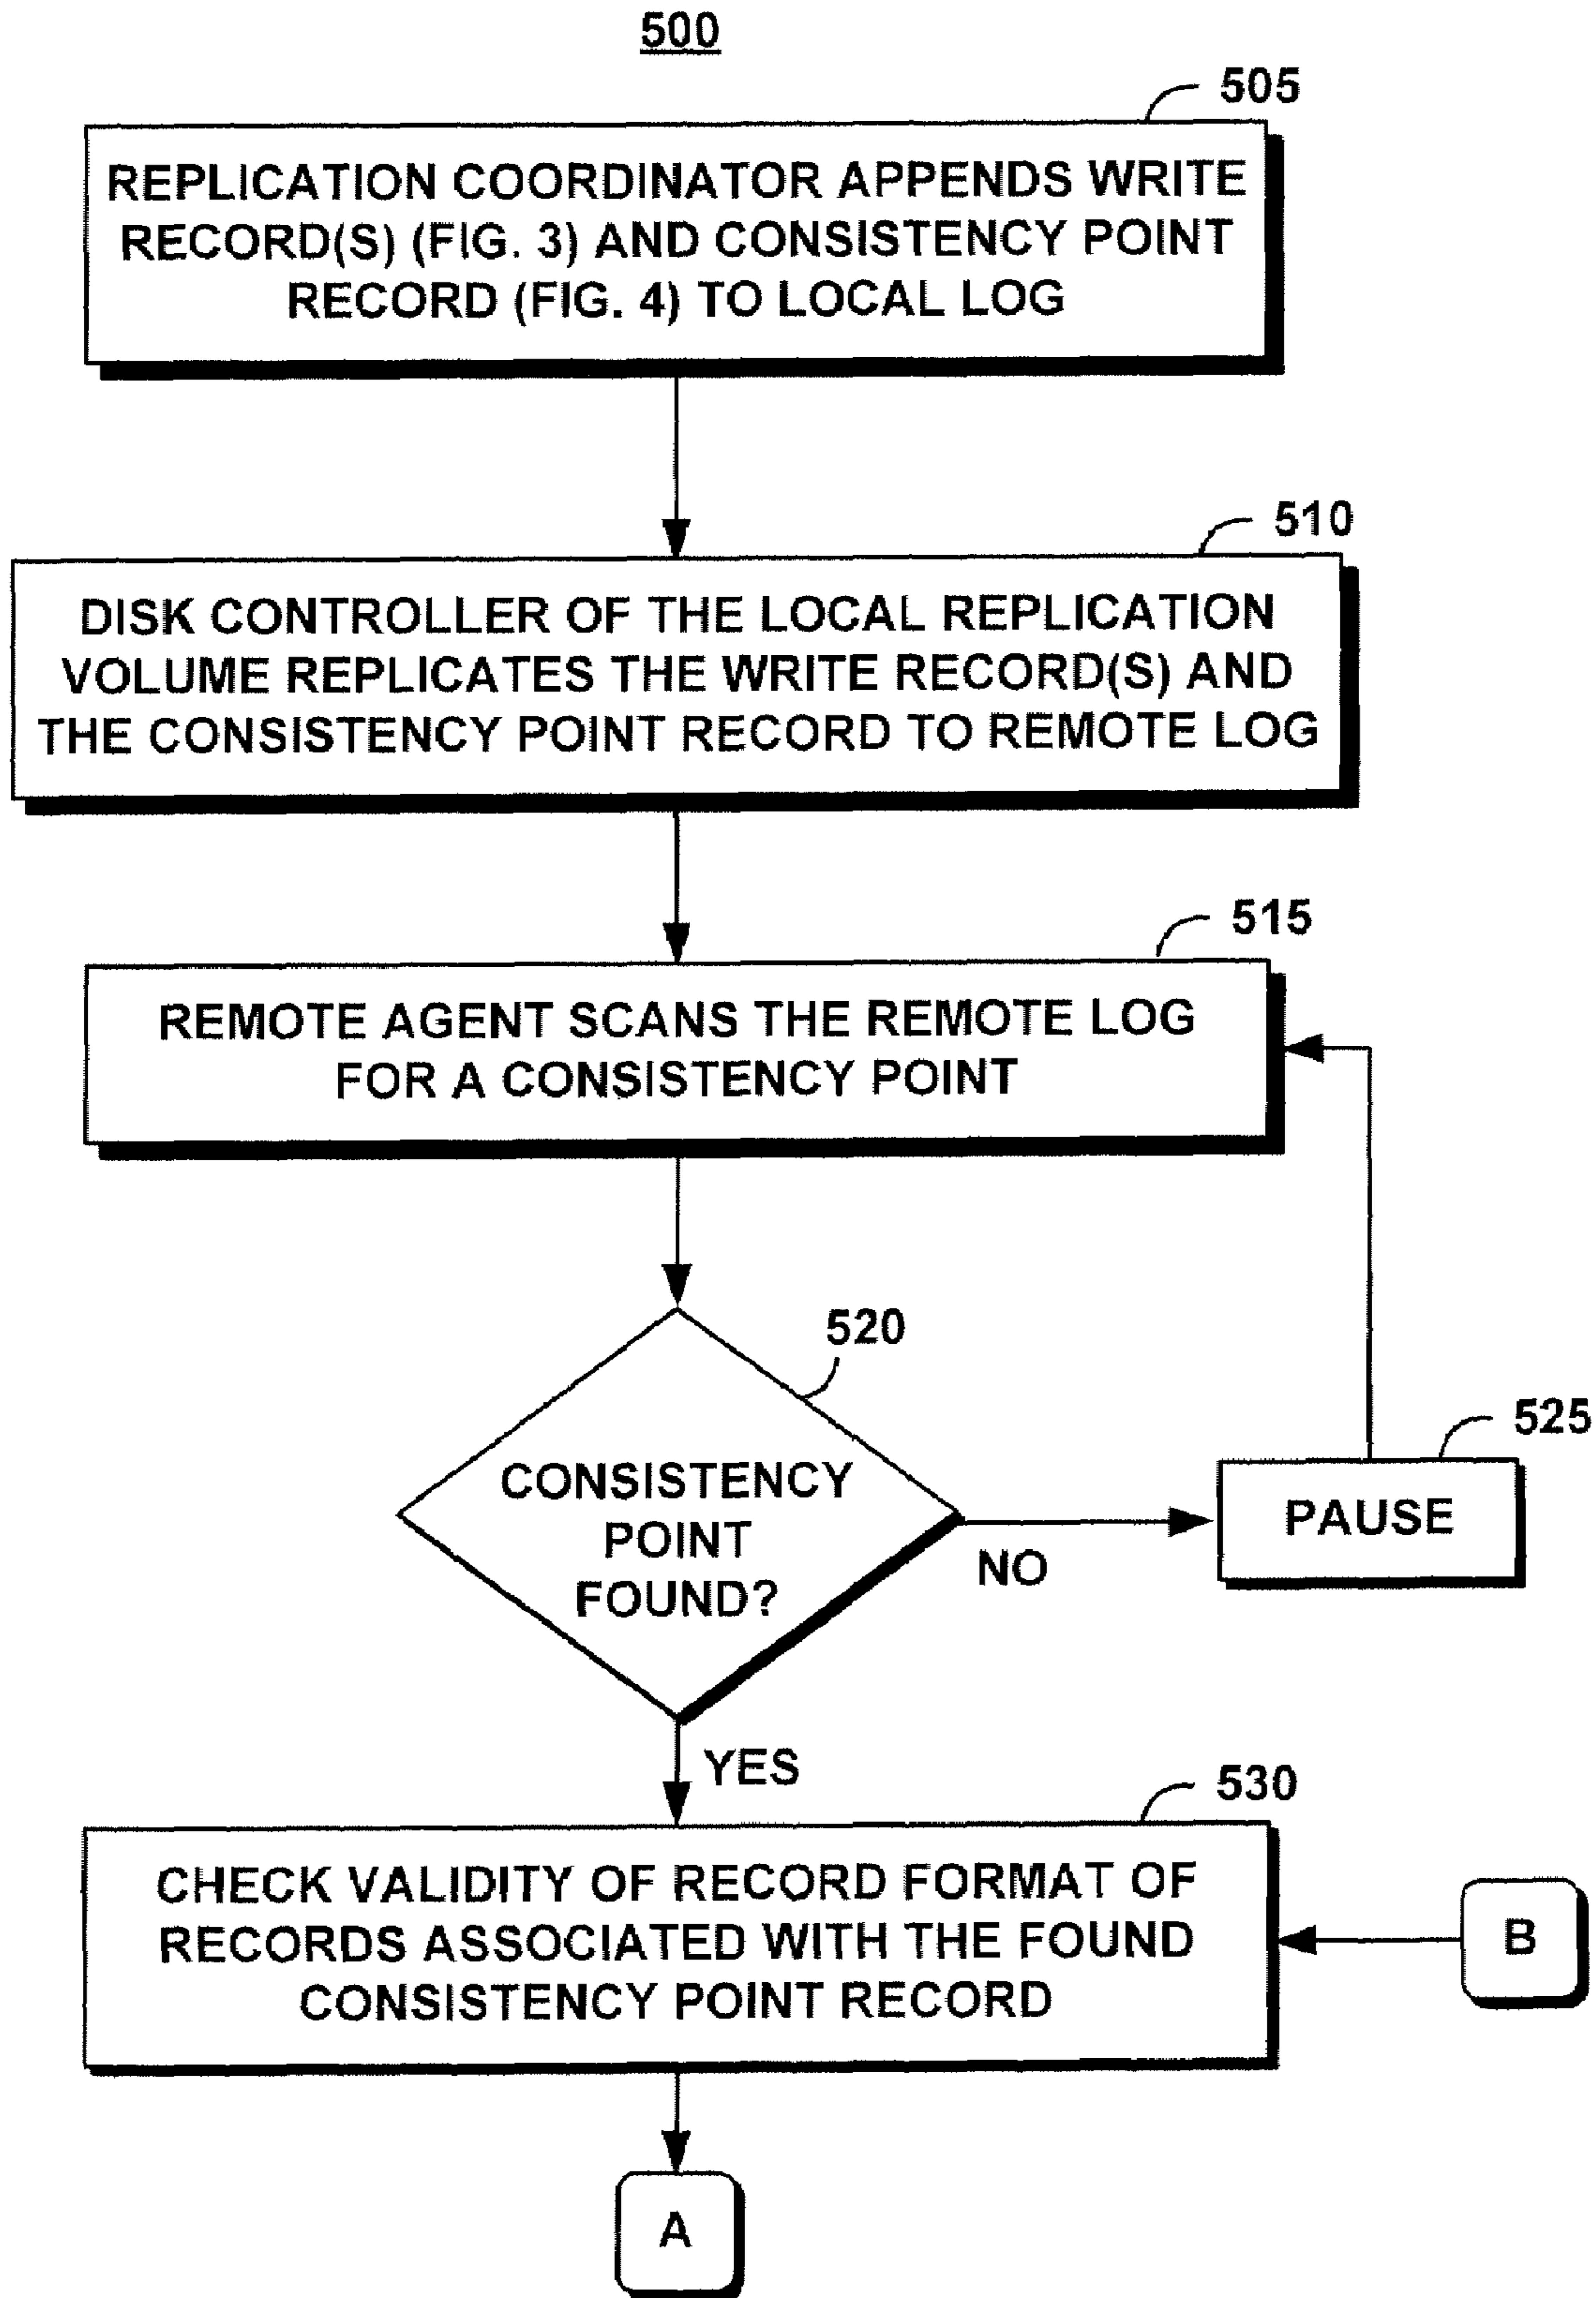 500
505
REPLICATION COORDINATOR APPENDS WRITE
RECORD(S) (FIG. 3) AND CONSISTENCY POINT
RECORD (FIG. 4) TO LOCAL LOG
510
DISK CONTROLLER OF THE LOCAL REPLICATION
VOLUME REPLICATES THE WRITE RECORD(S) AND
THE CONSISTENCY POINT RECORD TO REMOTE LOG
515
REMOTE AGENT SCANS THE REMOTE LOG
FOR A CONSISTENCY POINT
520
CONSISTENCY
POINT
FOUND?
NO
525
PAUSE
YES
530
CHECK VALIDITY OF RECORD FORMAT OF
RECORDS ASSOCIATED WITH THE FOUND
CONSISTENCY POINT RECORD
B
A